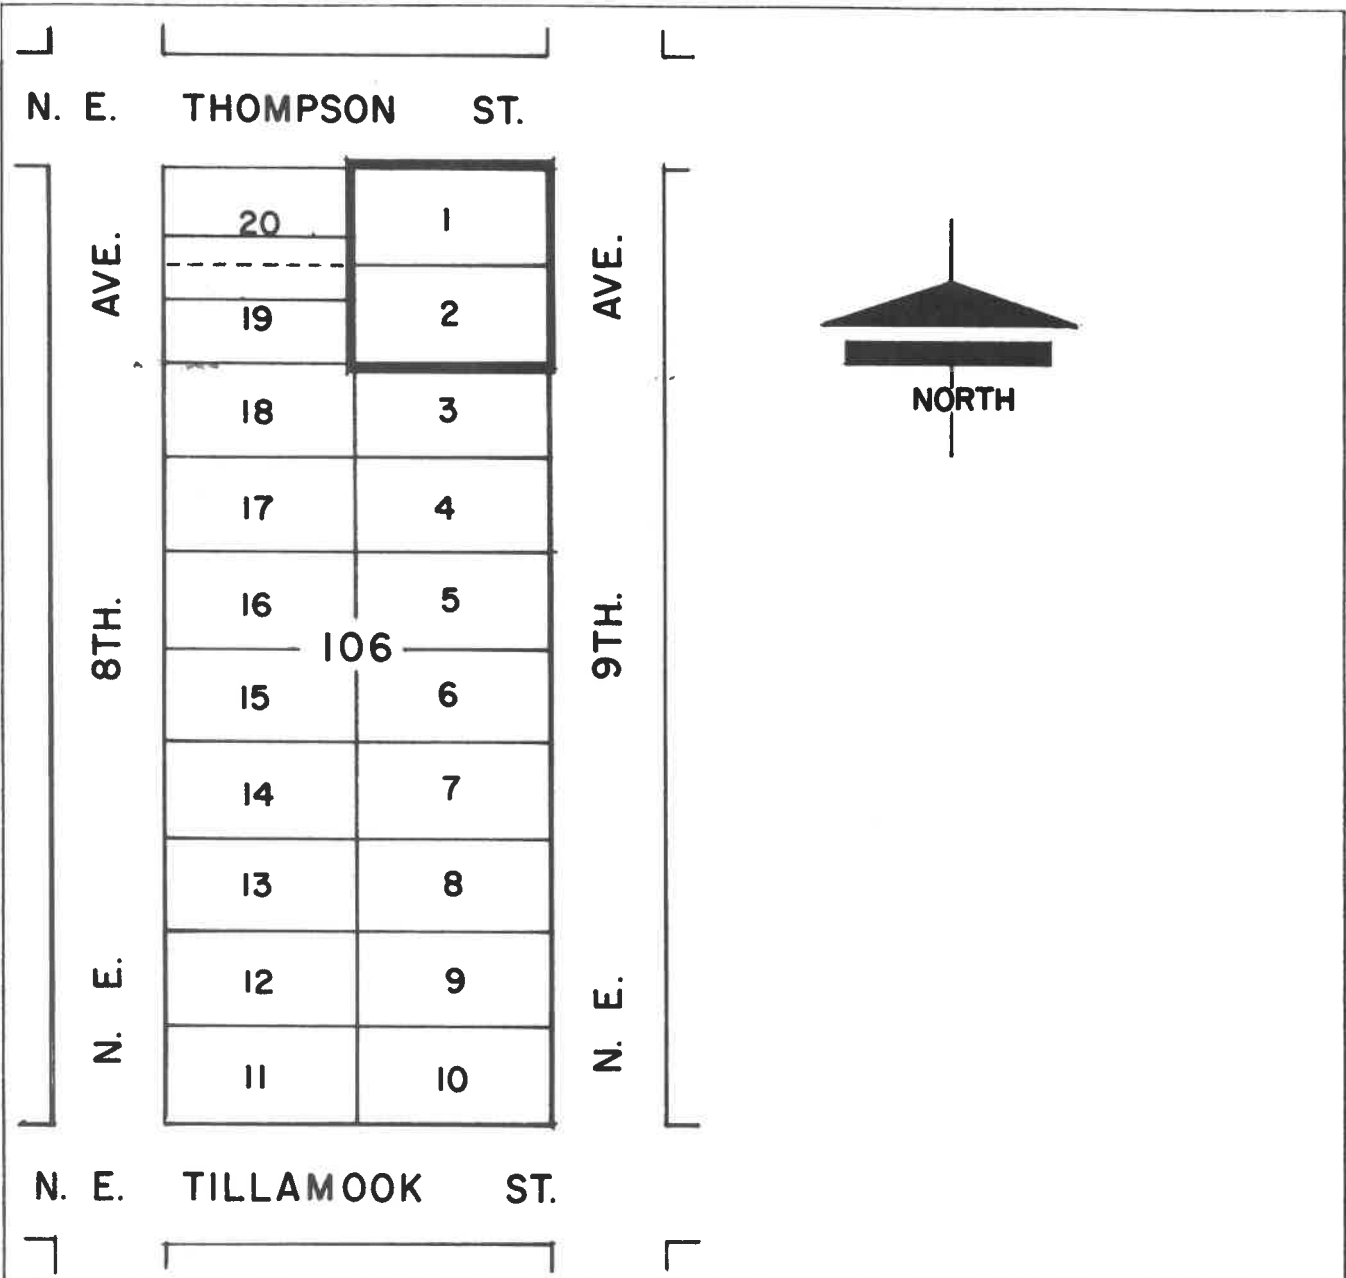 N. E. THOMPSON ST.
20 1
19 2
18 3
17 4
16 5
106
15 6
14 7
13 8
12 9
11 10
N. E. 8TH. AVE.
N. E. 9TH. AVE.
NORTH
N. E. TILLAMOOK ST.